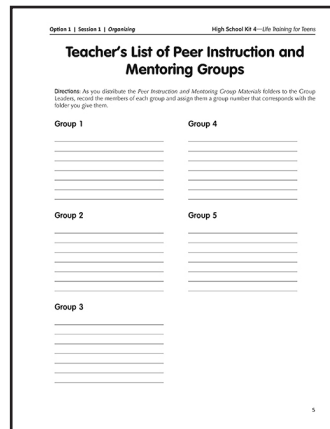 Option 1 | Session 1 | Organizing
High School Kit 4—Life Training for Teens
Teacher's List of Peer Instruction and
Mentoring Groups
Directions: As you distribute the Peer Instruction and Mentoring Group Materials folders to the Group
Leaders, record the members of each group and assign them a group number that corresponds with the
folder you give them.
Group 1
Group 4
Group 2
Group 5
Group 3
5